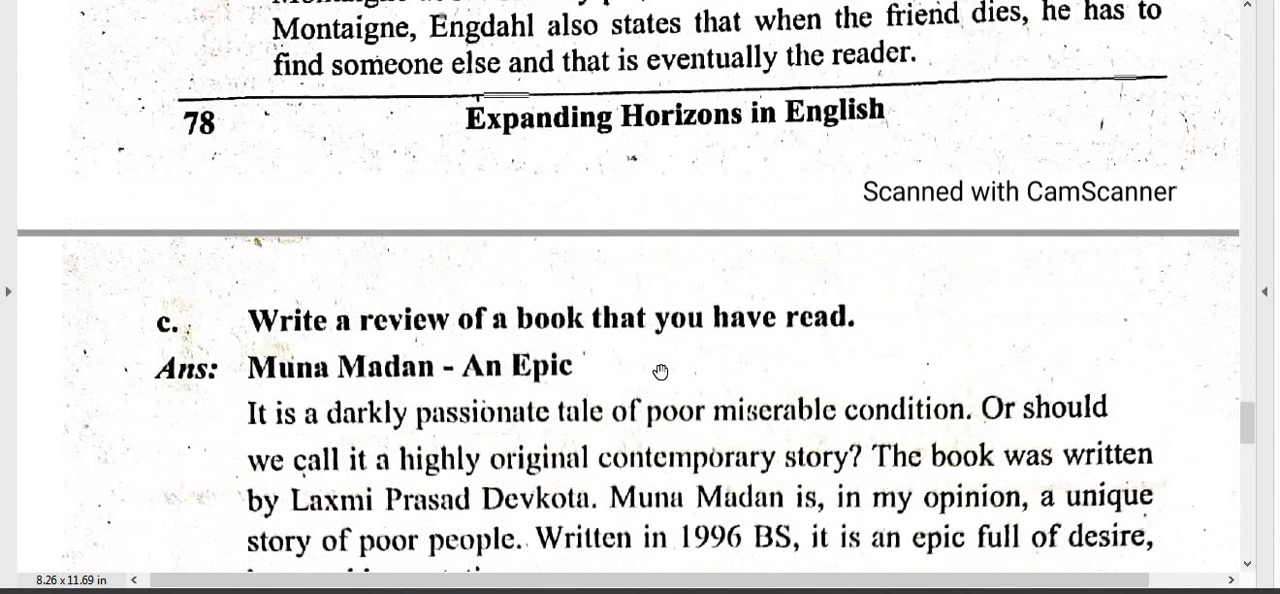 Montaigne, Engdahl also states that when the friend dies, he has to
find someone else and that is eventually the reader.
78 Expanding Horizons in English
Scanned with CamScanner
c. Write a review of a book that you have read.
Ans: Muna Madan - An Epic
It is a darkly passionate tale of poor miserable condition. Or should
we call it a highly original contemporary story? The book was written
by Laxmi Prasad Devkota. Muna Madan is, in my opinion, a unique
story of poor people. Written in 1996 BS, it is an epic full of desire,
8.26 x 11.69 in